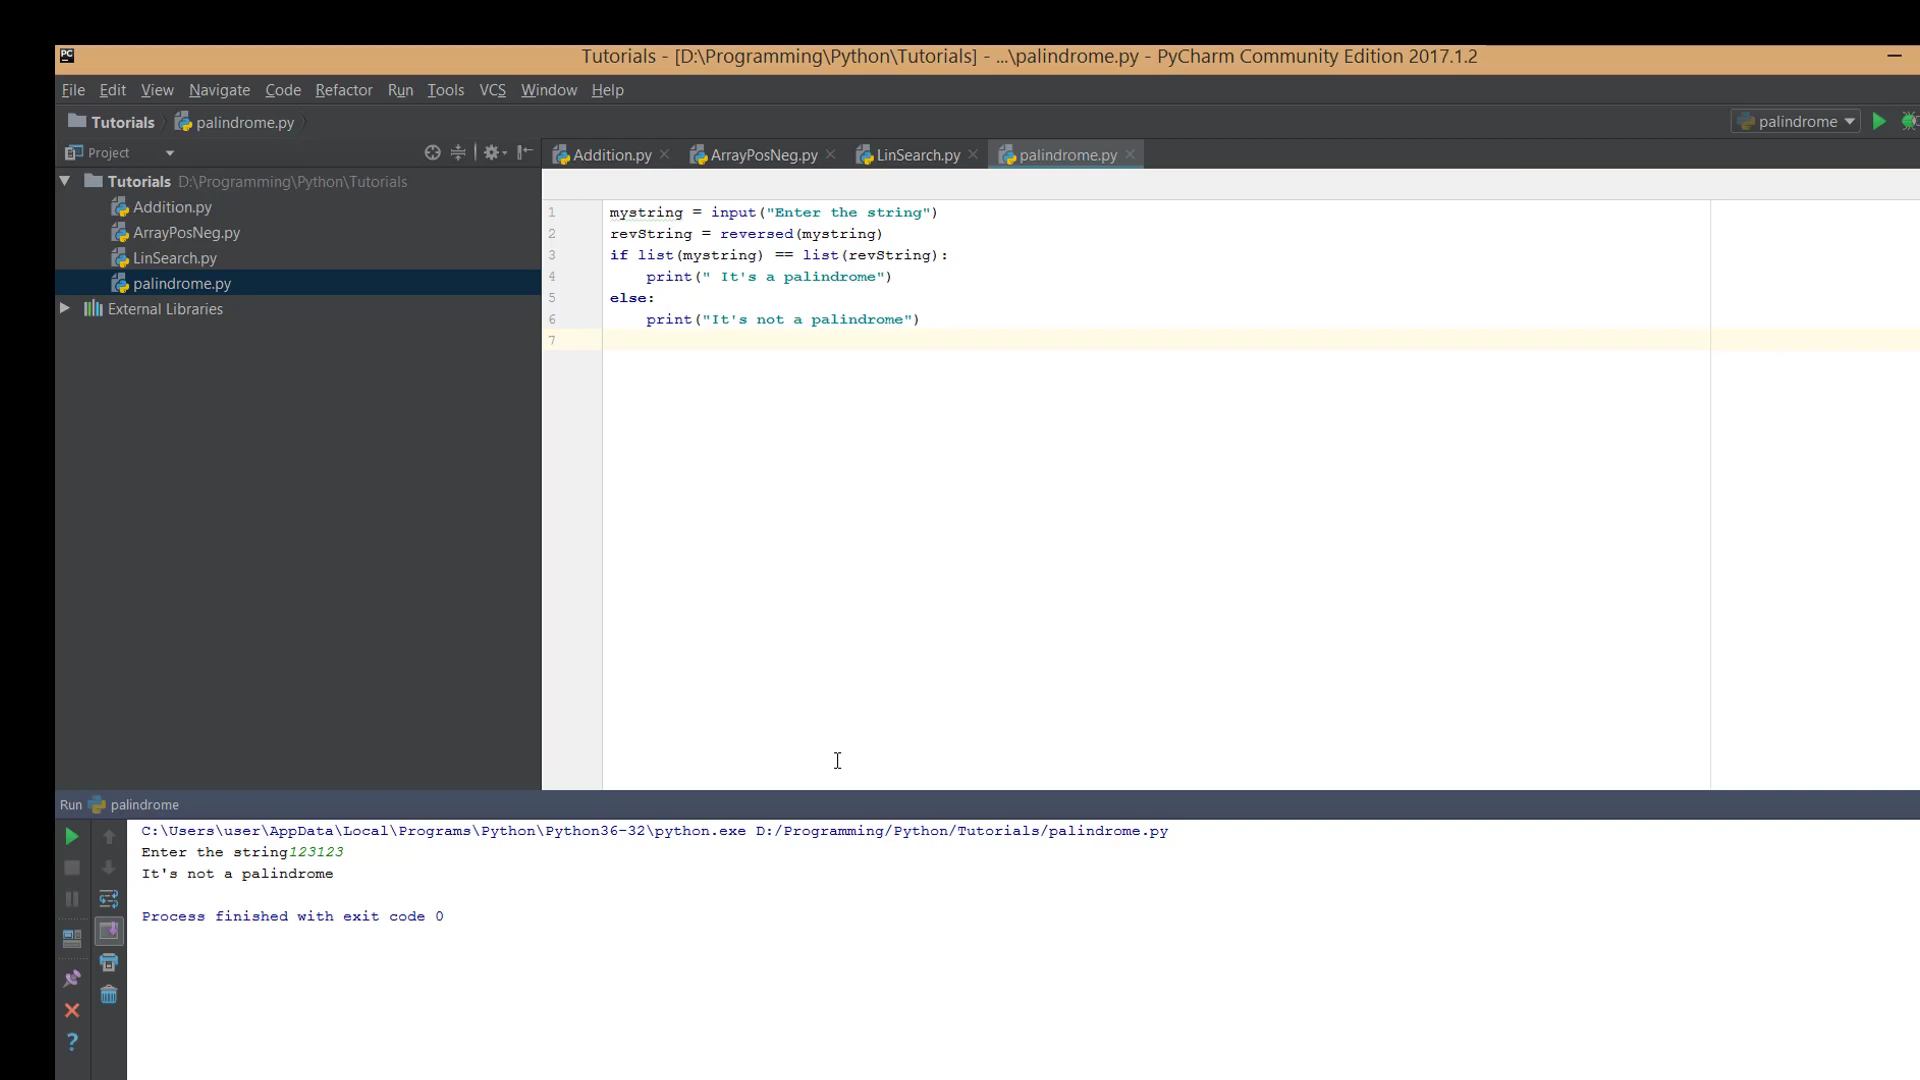 PC
Tutorials - [D:\Programming\Python\Tutorials] - ...\palindrome.py - PyCharm Community Edition 2017.1.2
File Edit View Navigate Code Refactor Run Tools VCS Window Help
Tutorials palindrome.py palindrome
Project
Addition.py ArrayPosNeg.py LinSearch.py palindrome.py
Tutorials D:\Programming\Python\Tutorials
Addition.py
ArrayPosNeg.py
LinSearch.py
palindrome.py
External Libraries
1 mystring = input("Enter the string")
2 revString = reversed(mystring)
3 if list(mystring) == list(revString):
4     print(" It's a palindrome")
5 else:
6     print("It's not a palindrome")
7
Run palindrome
C:\Users\user\AppData\Local\Programs\Python\Python36-32\python.exe D:/Programming/Python/Tutorials/palindrome.py
Enter the string123123
It's not a palindrome
Process finished with exit code 0
?